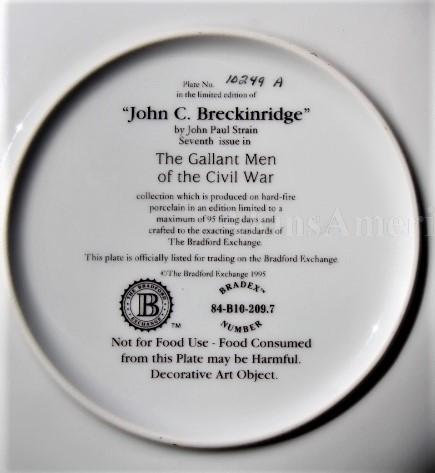 Plate No. 10249 A
in the limited edition of
"John C. Breckinridge"
by John Paul Strain
Seventh issue in
The Gallant Men
of the Civil War
collection which is produced on hard-fire
porcelain in an edition limited to a
maximum of 95 firing days and
crafted to the exacting standards of
The Bradford Exchange.
This plate is officially listed for trading on the Bradford Exchange.
©The Bradford Exchange 1995
THE BRADFORD
B
EXCHANGE
TM
BRADEX™
84-B10-209.7
NUMBER
Not for Food Use - Food Consumed
from this Plate may be Harmful.
Decorative Art Object.